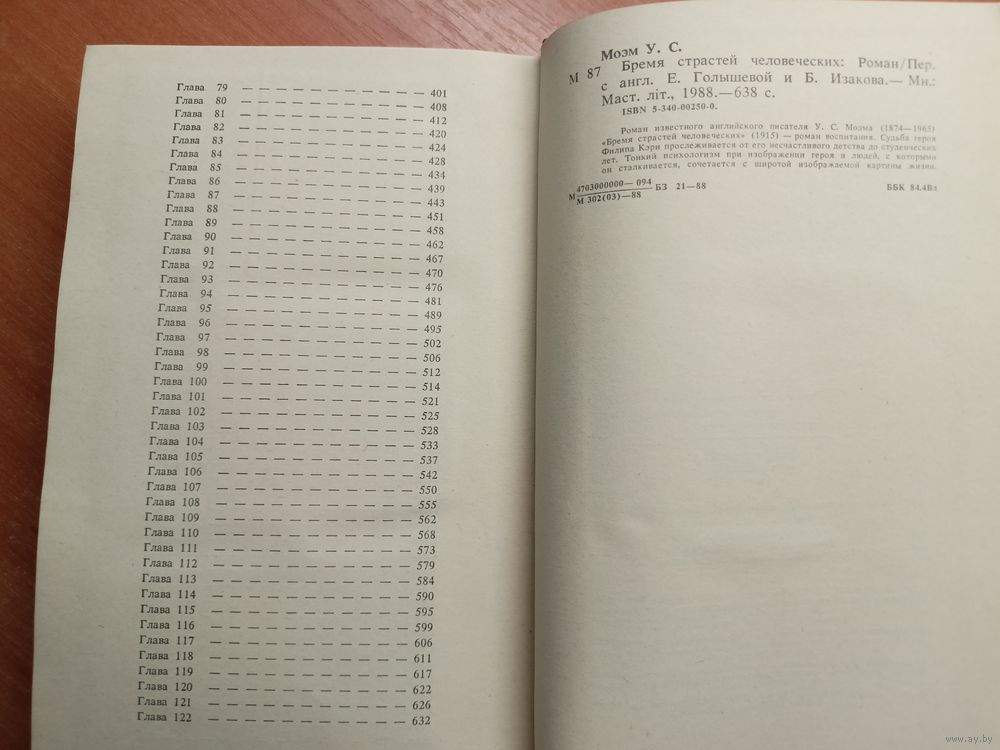 Глава 79 — — — — — — — — — — — — 401
Глава 80 — — — — — — — — — — — — 408
Глава 81 — — — — — — — — — — — — 412
Глава 82 — — — — — — — — — — — — 420
Глава 83 — — — — — — — — — — — — 424
Глава 84 — — — — — — — — — — — — 428
Глава 85 — — — — — — — — — — — — 434
Глава 86 — — — — — — — — — — — — 439
Глава 87 — — — — — — — — — — — — 443
Глава 88 — — — — — — — — — — — — 451
Глава 89 — — — — — — — — — — — — 458
Глава 90 — — — — — — — — — — — — 462
Глава 91 — — — — — — — — — — — — 467
Глава 92 — — — — — — — — — — — — 470
Глава 93 — — — — — — — — — — — — 476
Глава 94 — — — — — — — — — — — — 481
Глава 95 — — — — — — — — — — — — 489
Глава 96 — — — — — — — — — — — — 495
Глава 97 — — — — — — — — — — — — 502
Глава 98 — — — — — — — — — — — — 506
Глава 99 — — — — — — — — — — — — 512
Глава 100 — — — — — — — — — — — — 514
Глава 101 — — — — — — — — — — — — 521
Глава 102 — — — — — — — — — — — — 525
Глава 103 — — — — — — — — — — — — 528
Глава 104 — — — — — — — — — — — — 533
Глава 105 — — — — — — — — — — — — 537
Глава 106 — — — — — — — — — — — — 542
Глава 107 — — — — — — — — — — — — 550
Глава 108 — — — — — — — — — — — — 555
Глава 109 — — — — — — — — — — — — 562
Глава 110 — — — — — — — — — — — — 568
Глава 111 — — — — — — — — — — — — 573
Глава 112 — — — — — — — — — — — — 579
Глава 113 — — — — — — — — — — — — 584
Глава 114 — — — — — — — — — — — — 590
Глава 115 — — — — — — — — — — — — 595
Глава 116 — — — — — — — — — — — — 599
Глава 117 — — — — — — — — — — — — 606
Глава 118 — — — — — — — — — — — — 611
Глава 119 — — — — — — — — — — — — 617
Глава 120 — — — — — — — — — — — — 622
Глава 121 — — — — — — — — — — — — 626
Глава 122 — — — — — — — — — — — — 632
Моэм У. С.
М 87 Бремя страстей человеческих: Роман/Пер.
с англ. Е. Голышевой и Б. Изакова.— Мн.:
Маст. літ., 1988.—638 с.
ISBN 5-340-00250-0.
Роман известного английского писателя У. С. Моэма (1874—1965)
«Бремя страстей человеческих» (1915) — роман воспитания. Судьба героя
Филипа Кэри прослеживается от его несчастливого детства до студенческих
лет. Тонкий психологизм при изображении героя и людей, с которыми
он сталкивается, сочетается с широтой изображаемой картины жизни.
М 4703000000—094
М 302(03)—88 БЗ 21—88
ББК 84.4Вл
www.ay.by